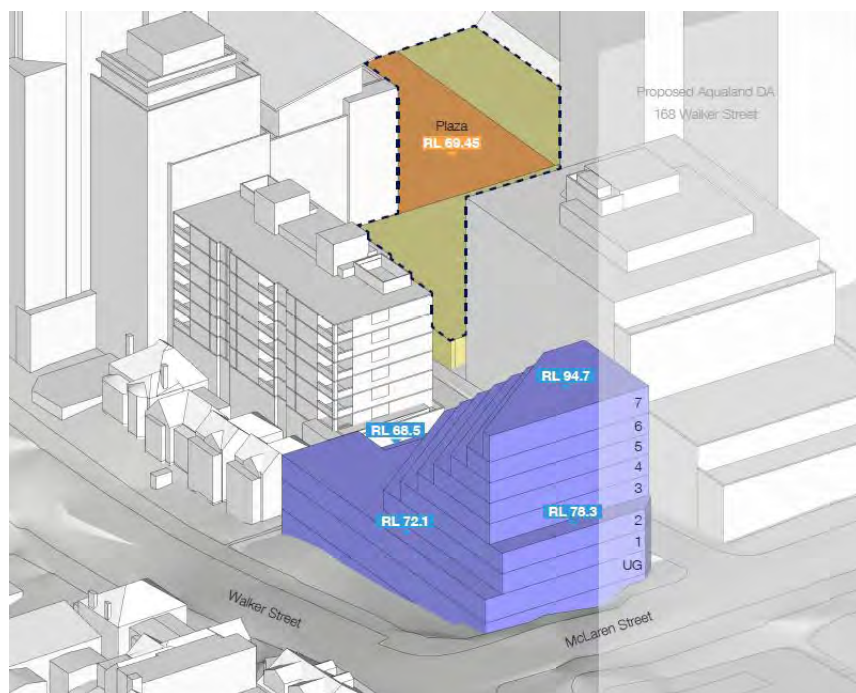 Proposed Aqualand DA
168 Walker Street
Plaza
RL 69.45
RL 94.7
7
6
RL 68.5
5
4
3
RL 78.3
RL 72.1
2
1
UG
Walker Street
McLaren Street